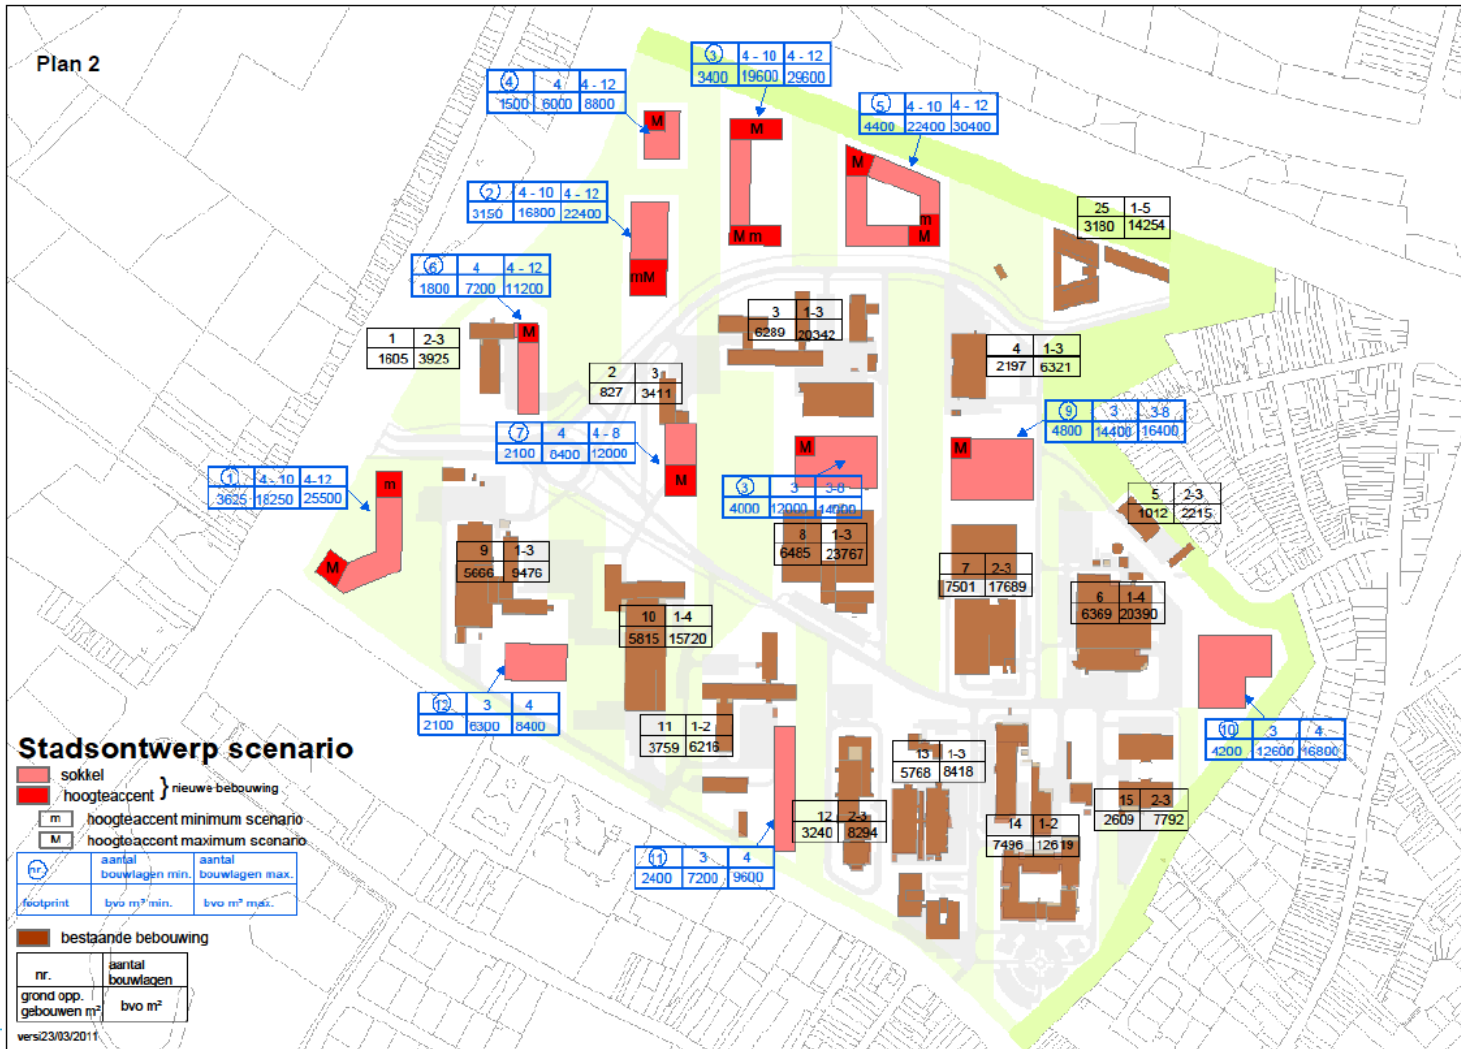 Plan 2
③ 4 - 10 4 - 12
3400 19600 29600
④ 4 4 - 12
1500 6000 8800
⑤ 4 - 10 4 - 12
4400 22400 30400
② 4 - 10 4 - 12
3150 16800 22400
25 1-5
3180 14254
⑥ 4 4 - 12
1800 7200 11200
1 2-3
1605 3925
3 1-3
6289 20342
4 1-3
2197 6321
2 3
827 3411
⑨ 3 3-8
4800 14400 16400
⑦ 4 4 - 8
2100 8400 12000
① 4 - 10 4-12
3625 18250 25500
③ 3 3-8
4000 12000 14000
5 2-3
1012 2215
8 1-3
6485 23767
9 1-3
5666 9476
7 2-3
7501 17689
6 1-4
6369 20390
10 1-4
5815 15720
⑫ 3 4
2100 6300 8400
11 1-2
3759 6216
⑩ 3 4
4200 12600 16800
13 1-3
5768 8418
12 2-3
3240 8294
14 1-2
7496 12619
15 2-3
2609 7792
⑪ 3 4
2400 7200 9600
M
M
M
M m
m
M
mM
M
M
M
M
m
M
Stadsontwerp scenario
sokkel
hoogteaccent } nieuwe bebouwing
m hoogteaccent minimum scenario
M hoogteaccent maximum scenario
nr. aantal bouwlagen min. aantal bouwlagen max.
footprint bvo m² min. bvo m² max.
bestaande bebouwing
nr. aantal bouwlagen
grond opp. gebouwen m² bvo m²
versi23/03/2011